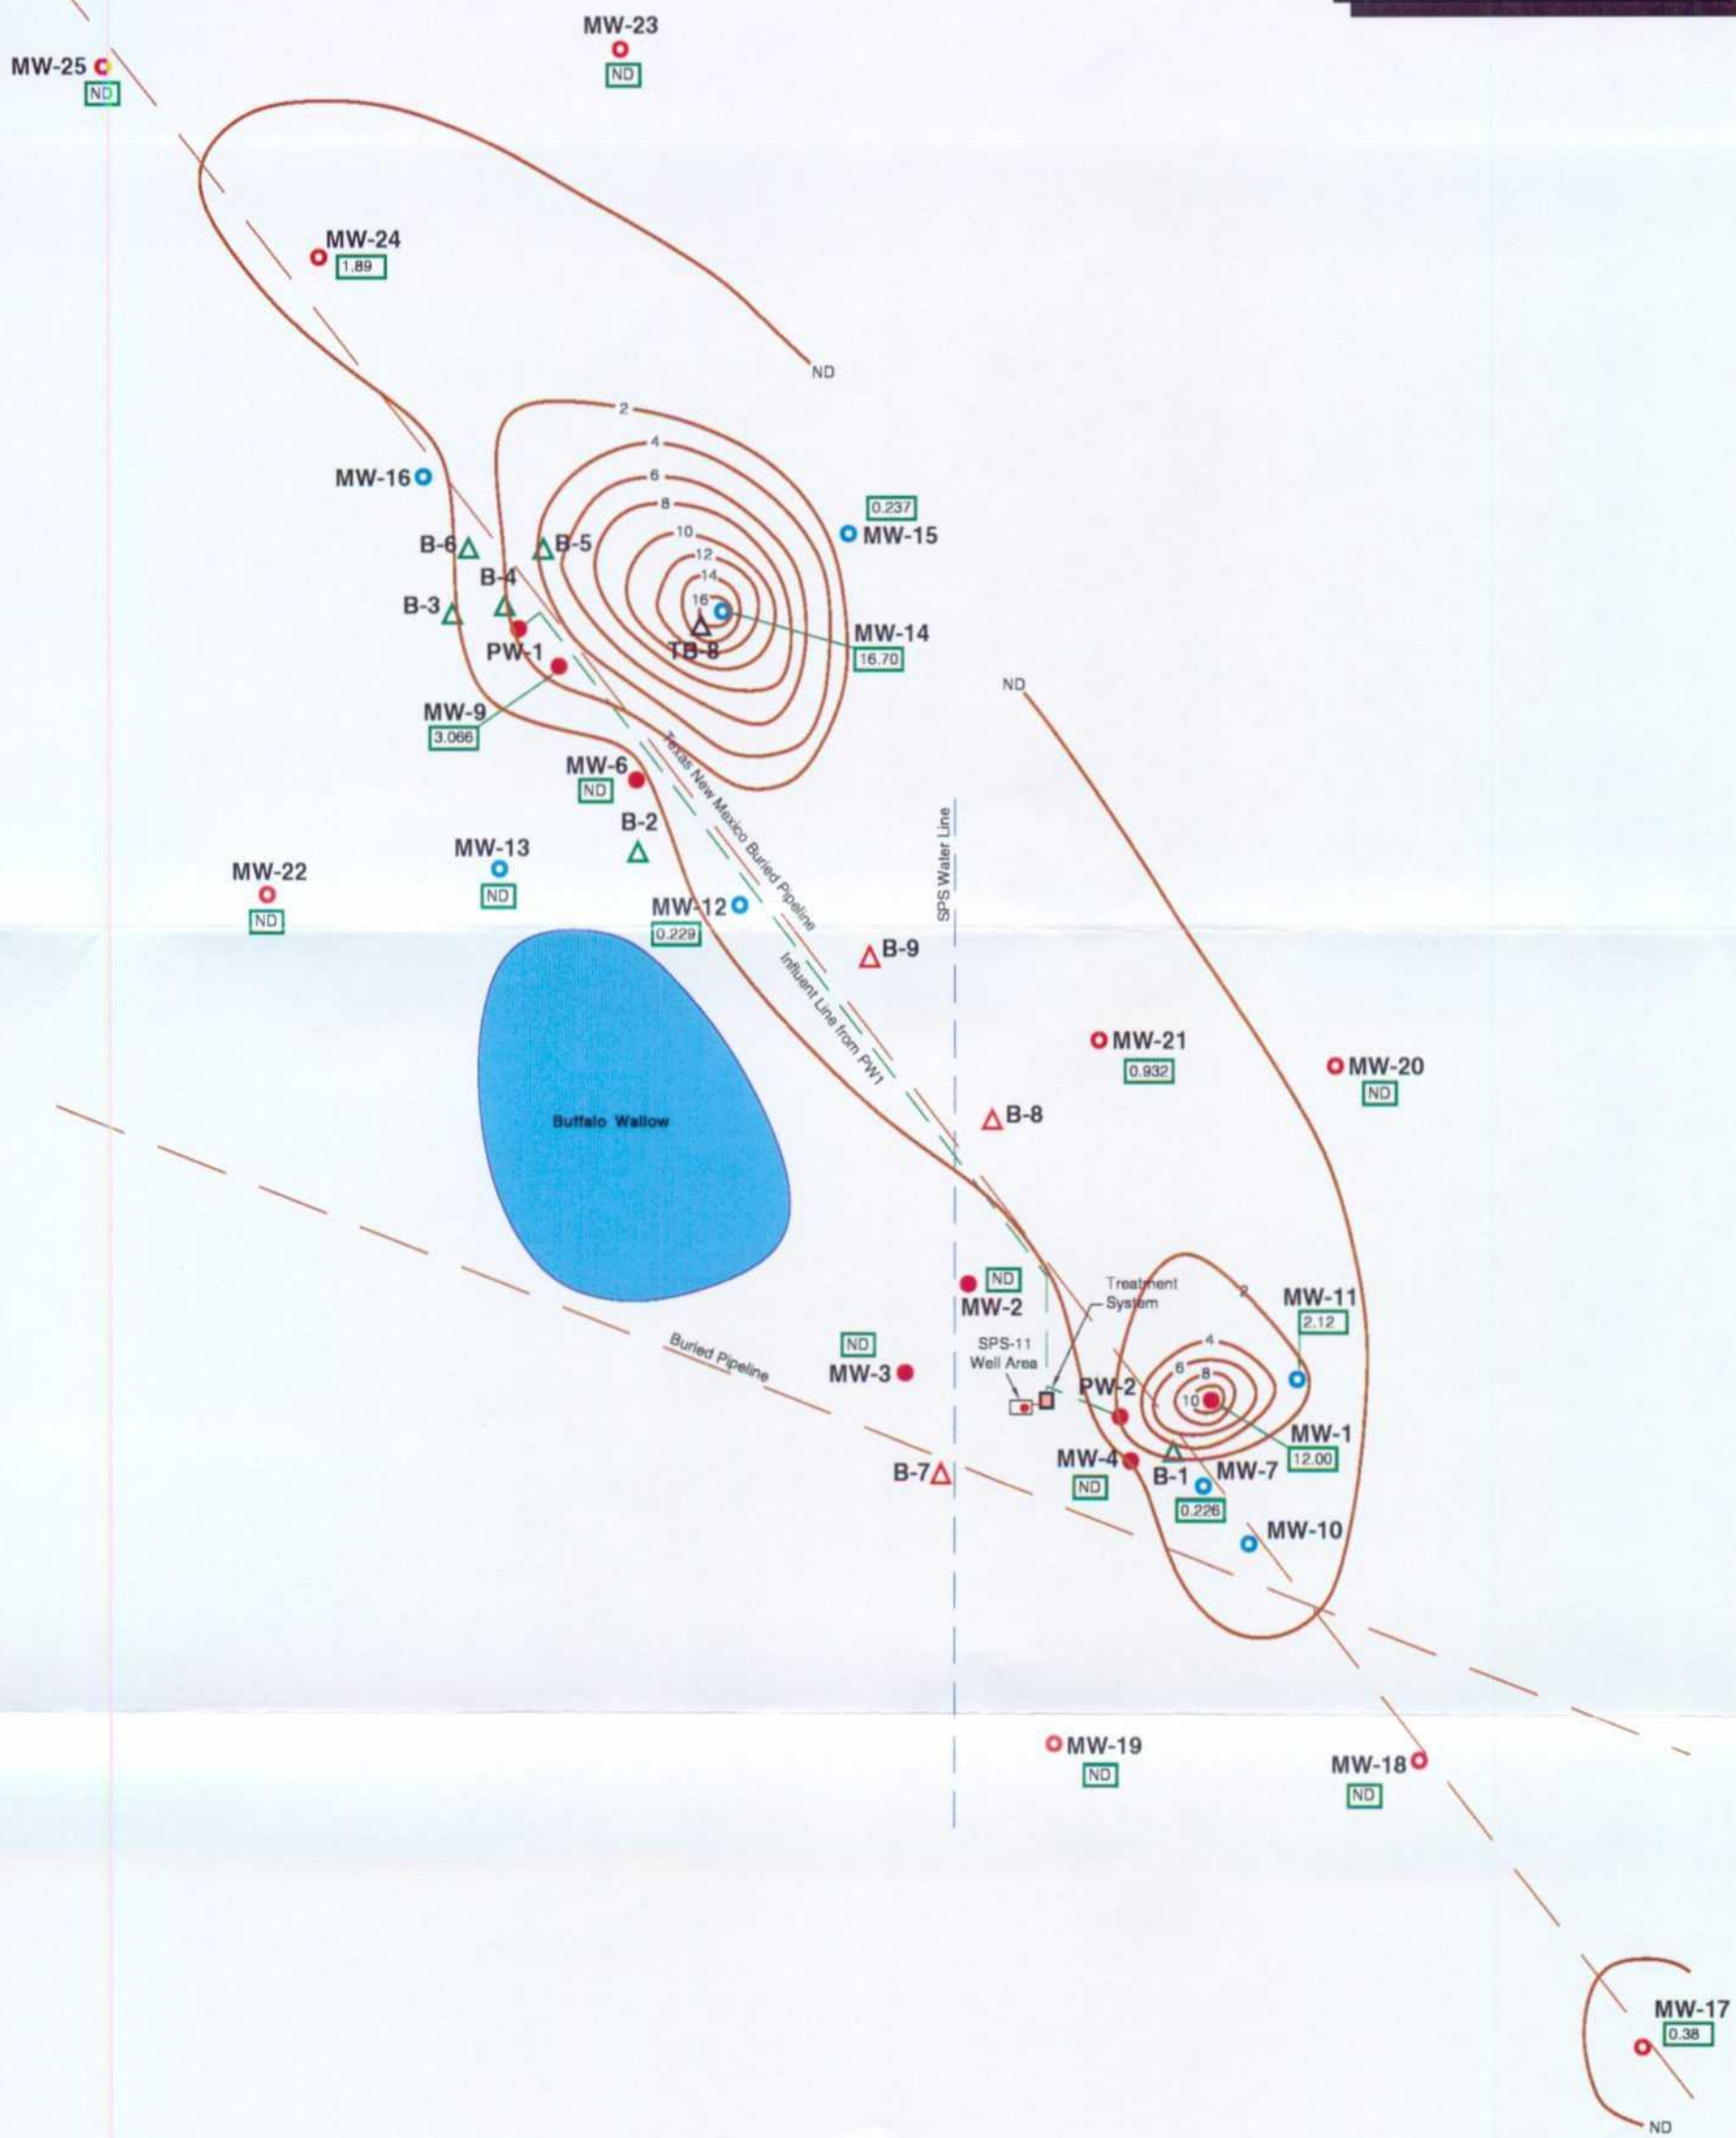 MW-23
ND
MW-25
ND
MW-24
1.89
ND
2
4
6
8
10
12
14
16
MW-16
0.237
MW-15
B-6
B-5
B-4
B-3
PW-1
TB-8
MW-14
16.70
MW-9
3.066
ND
MW-6
ND
B-2
Texas New Mexico Buried Pipeline
SPS Water Line
MW-13
ND
MW-22
ND
MW-12
0.229
B-9
Influent Line from PW1
MW-21
0.932
MW-20
ND
B-8
Buffalo Wallow
ND
MW-2
Treatment
System
2
MW-11
2.12
SPS-11
Well Area
ND
MW-3
Buried Pipeline
4
6
8
10
PW-2
MW-1
12.00
MW-4
ND
B-1
MW-7
0.226
B-7
MW-10
MW-19
ND
MW-18
ND
MW-17
0.38
ND